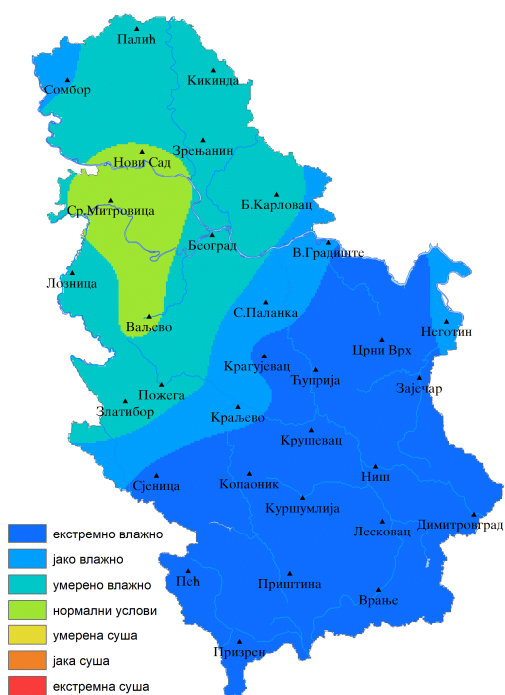 Палић
Сомбор
Кикинда
Зрењанин
Нови Сад
Ср.Митровица
Б.Карловац
Београд
В.Градиште
Лозница
С.Паланка
Ваљево
Неготин
Црни Врх
Крагујевац
Ћуприја
Зајечар
Пожега
Златибор
Краљево
Крушевац
Ниш
Сјеница
Копаоник
Куршумлија
Димитровград
Лесковац
Пећ
Приштина
Врање
Призрен
екстремно влажно
јако влажно
умерено влажно
нормални услови
умерена суша
јака суша
екстремна суша